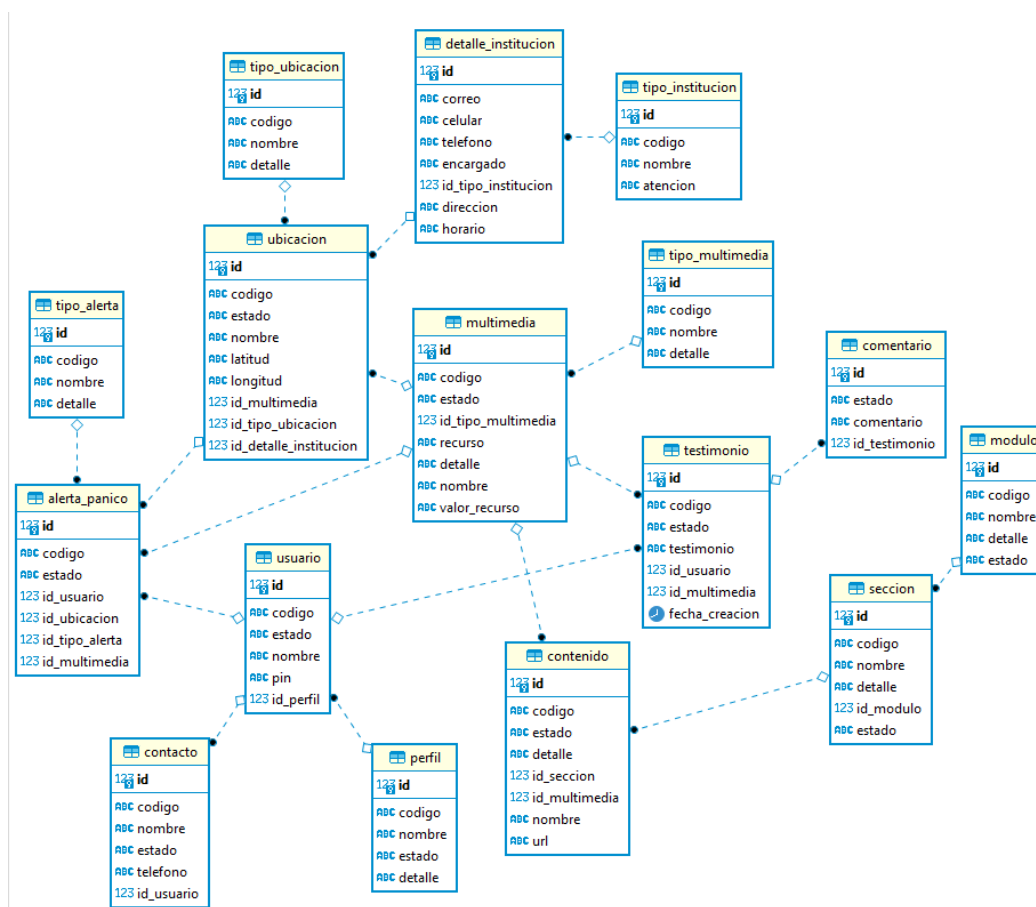 detalle_institucion
id
correo
celular
telefono
encargado
id_tipo_institucion
direccion
horario
tipo_ubicacion
id
codigo
nombre
detalle
tipo_institucion
id
codigo
nombre
atencion
ubicacion
id
codigo
estado
nombre
latitud
longitud
id_multimedia
id_tipo_ubicacion
id_detalle_institucion
tipo_multimedia
id
codigo
nombre
detalle
tipo_alerta
id
codigo
nombre
detalle
multimedia
id
codigo
estado
id_tipo_multimedia
recurso
detalle
nombre
valor_recurso
comentario
id
estado
comentario
id_testimonio
modulo
id
codigo
nombre
detalle
estado
testimonio
id
codigo
estado
testimonio
id_usuario
id_multimedia
fecha_creacion
alerta_panico
id
codigo
estado
id_usuario
id_ubicacion
id_tipo_alerta
id_multimedia
usuario
id
codigo
estado
nombre
pin
id_perfil
seccion
id
codigo
nombre
detalle
id_modulo
estado
contenido
id
codigo
estado
detalle
id_seccion
id_multimedia
nombre
url
contacto
id
codigo
nombre
estado
telefono
id_usuario
perfil
id
codigo
nombre
estado
detalle